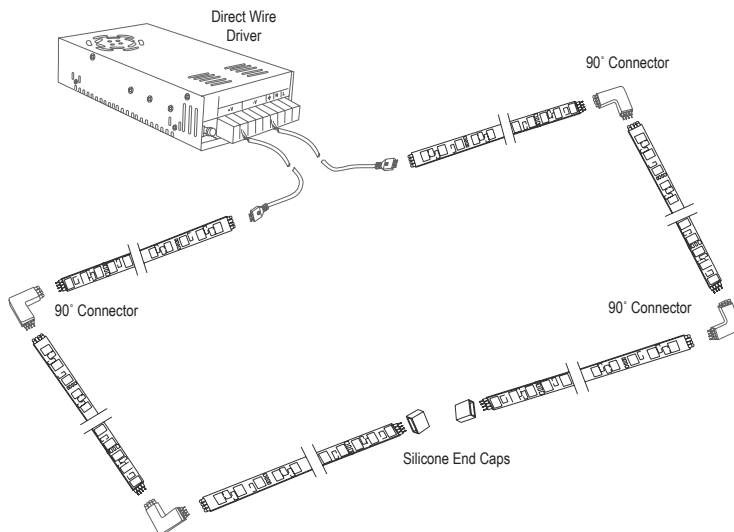 Direct Wire
Driver
90˚ Connector
90˚ Connector
90˚ Connector
Silicone End Caps